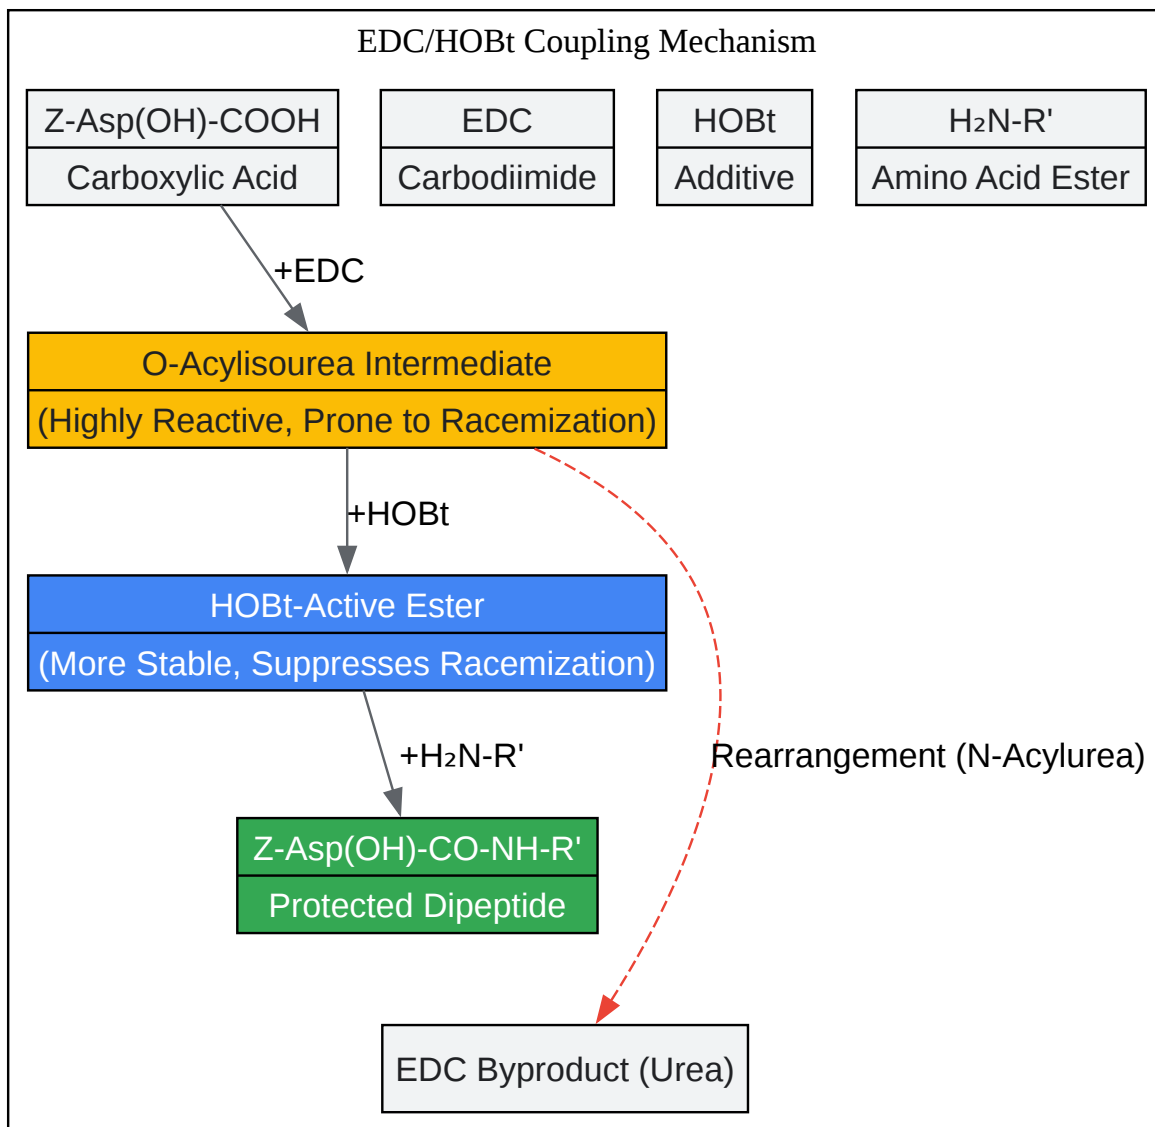 EDC/HOBt Coupling Mechanism
Z-Asp(OH)-COOH
Carboxylic Acid
EDC
Carbodiimide
HOBt
Additive
H₂N-R'
Amino Acid Ester
+EDC
O-Acylisourea Intermediate
(Highly Reactive, Prone to Racemization)
+HOBt
HOBt-Active Ester
(More Stable, Suppresses Racemization)
+H₂N-R'
Rearrangement (N-Acylurea)
Z-Asp(OH)-CO-NH-R'
Protected Dipeptide
EDC Byproduct (Urea)